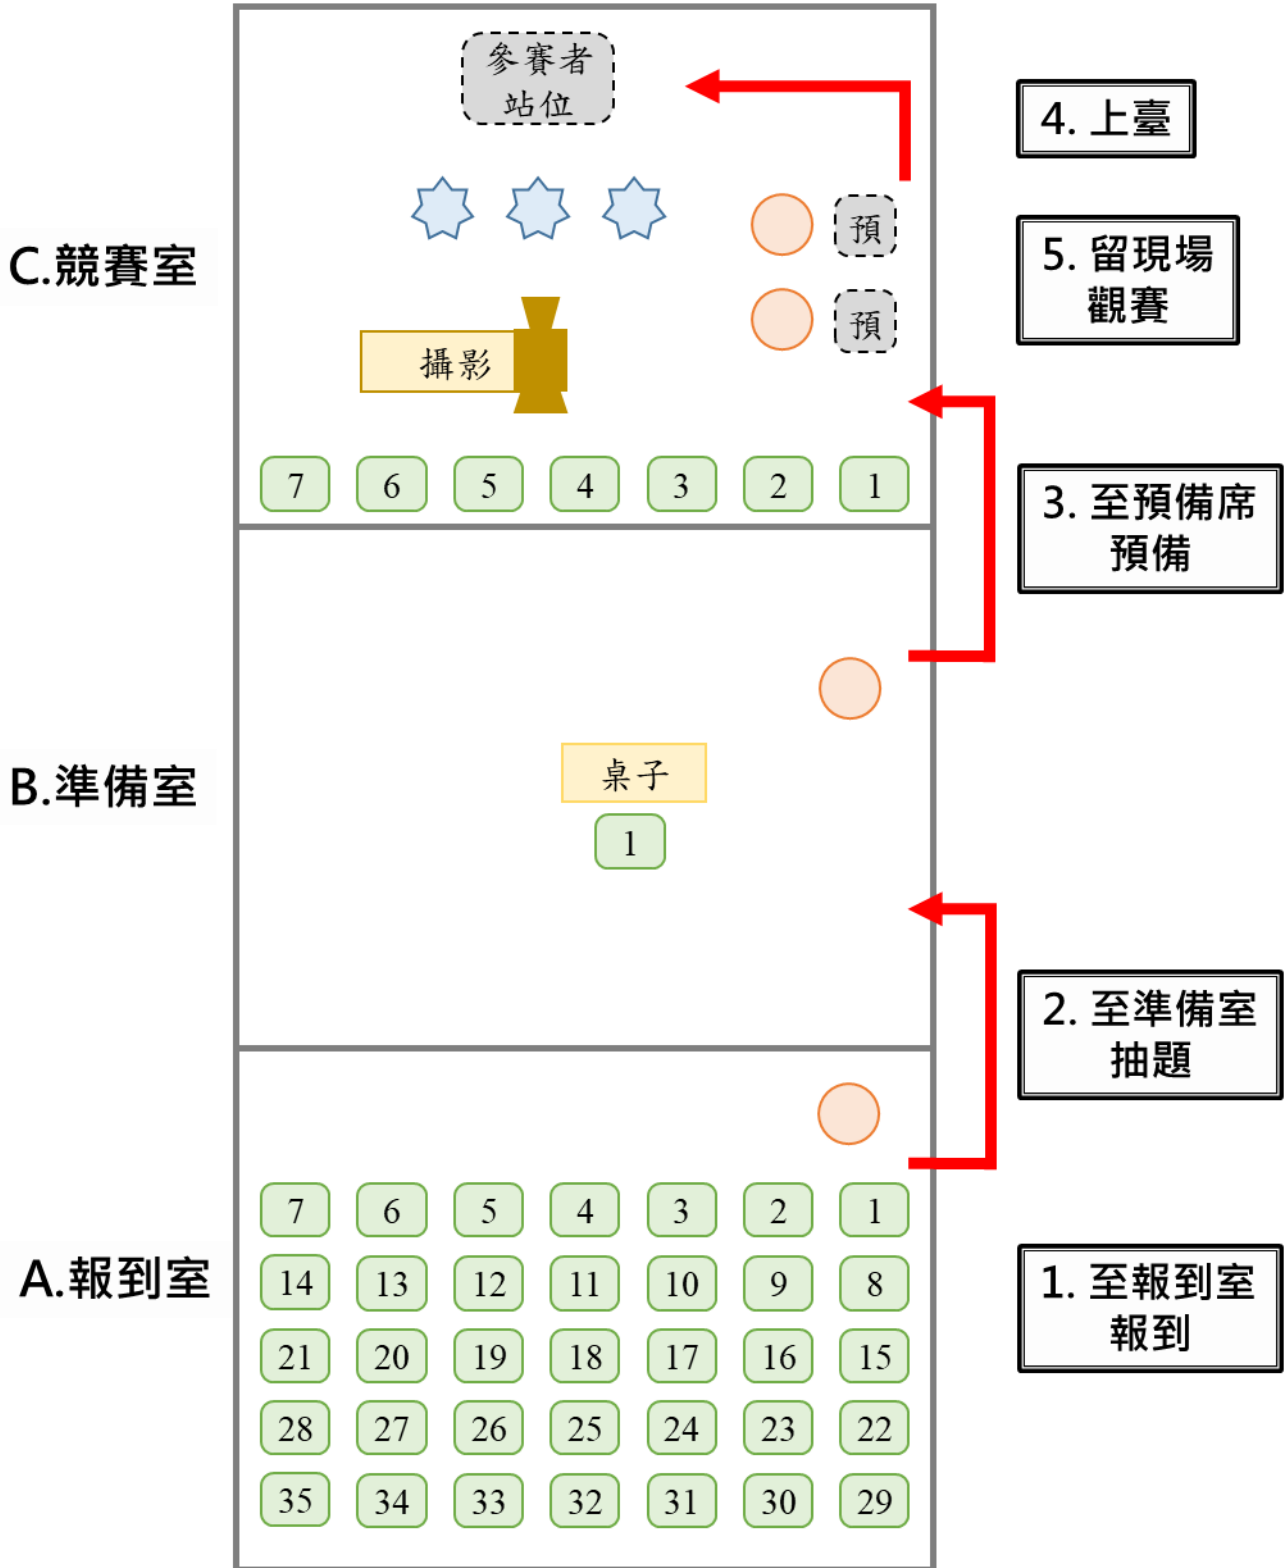 參賽者
站位
4. 上臺
C.競賽室
預
5. 留現場
觀賽
預
攝影
7 6 5 4 3 2 1
3. 至預備席
預備
B.準備室
桌子
1
2. 至準備室
抽題
7 6 5 4 3 2 1
A.報到室
14 13 12 11 10 9 8
1. 至報到室
報到
21 20 19 18 17 16 15
28 27 26 25 24 23 22
35 34 33 32 31 30 29